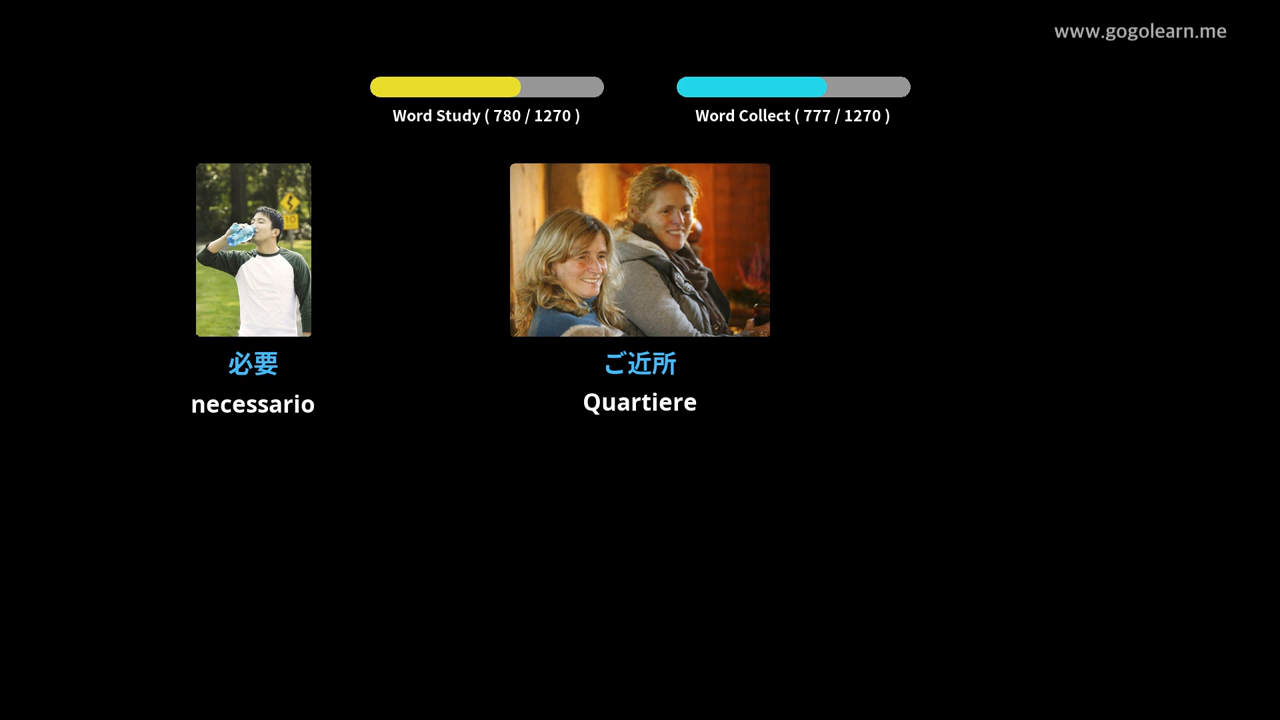 www.gogolearn.me
Word Study ( 780 / 1270 )
Word Collect ( 777 / 1270 )
必要
necessario
ご近所
Quartiere